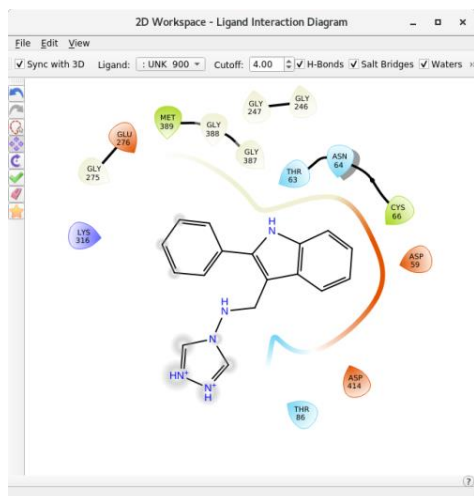 2D Workspace - Ligand Interaction Diagram
File Edit View
Sync with 3D Ligand: : UNK 900 Cutoff: 4.00 H-Bonds Salt Bridges Waters »
GLY
247
GLY
246
MET
389
GLY
388
GLU
276
GLY
387
GLY
275
THR
63
ASN
64
CYS
66
LYS
316
H
N
ASP
59
H
N
N
HN+
N+
H
ASP
414
THR
86